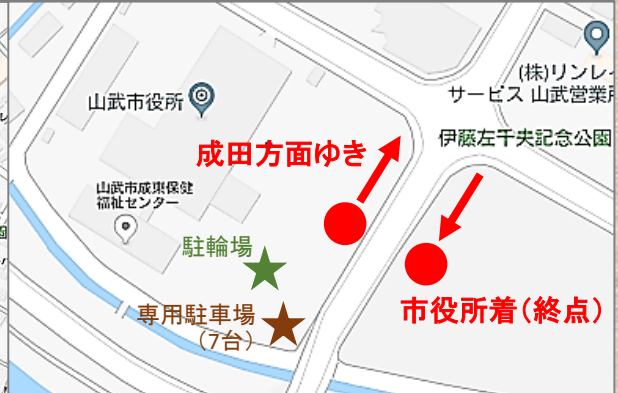 (株)リンレイ
サービス 山武営業所
山武市役所
伊藤左千夫記念公園
成田方面ゆき
山武市成東保健
福祉センター
駐輪場
専用駐車場
(7台)
市役所着(終点)